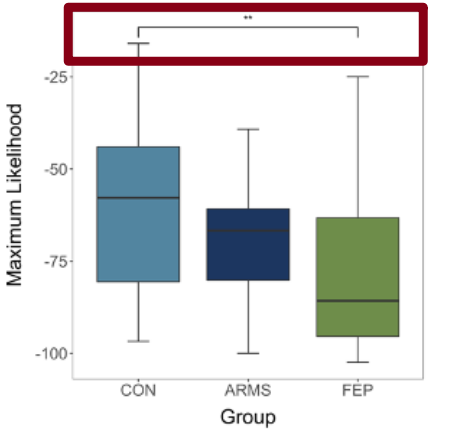 **
-25
-50
-75
-100
Maximum Likelihood
CON ARMS FEP
Group